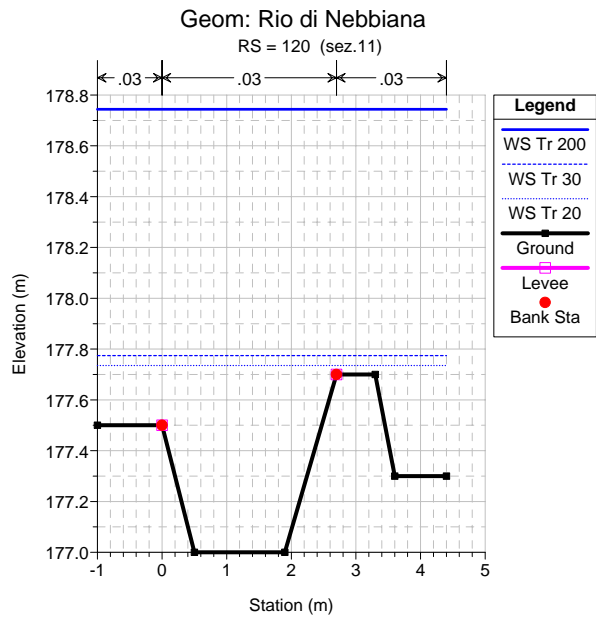 Geom: Rio di Nebbiana
RS = 120 (sez.11)
.03 .03 .03
178.8
178.6
178.4
178.2
178.0
177.8
177.6
177.4
177.2
177.0
-1 0 1 2 3 4 5
Station (m)
Elevation (m)
Legend
WS Tr 200
WS Tr 30
WS Tr 20
Ground
Levee
Bank Sta